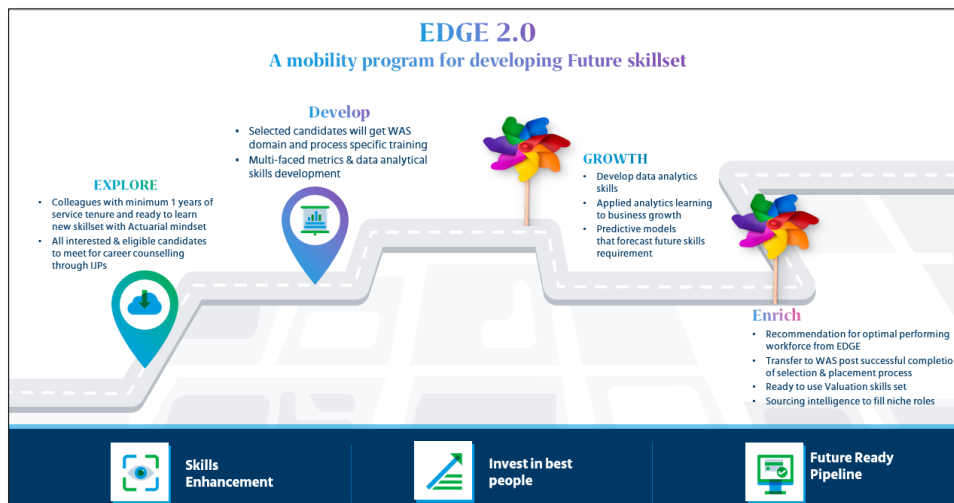 EDGE 2.0
A mobility program for developing Future skillset
Develop
• Selected candidates will get WAS
domain and process specific training
• Multi-faced metrics & data analytical
skills development
EXPLORE
• Colleagues with minimum 1 years of
service tenure and ready to learn
new skillset with Actuarial mindset
• All interested & eligible candidates
to meet for career counselling
through IJPs
GROWTH
• Develop data analytics
skills
• Applied analytics learning
to business growth
• Predictive models
that forecast future skills
requirement
Enrich
• Recommendation for optimal performing
workforce from EDGE
• Transfer to WAS post successful completio
of selection & placement process
• Ready to use Valuation skills set
• Sourcing intelligence to fill niche roles
Skills
Enhancement
Invest in best
people
Future Ready
Pipeline